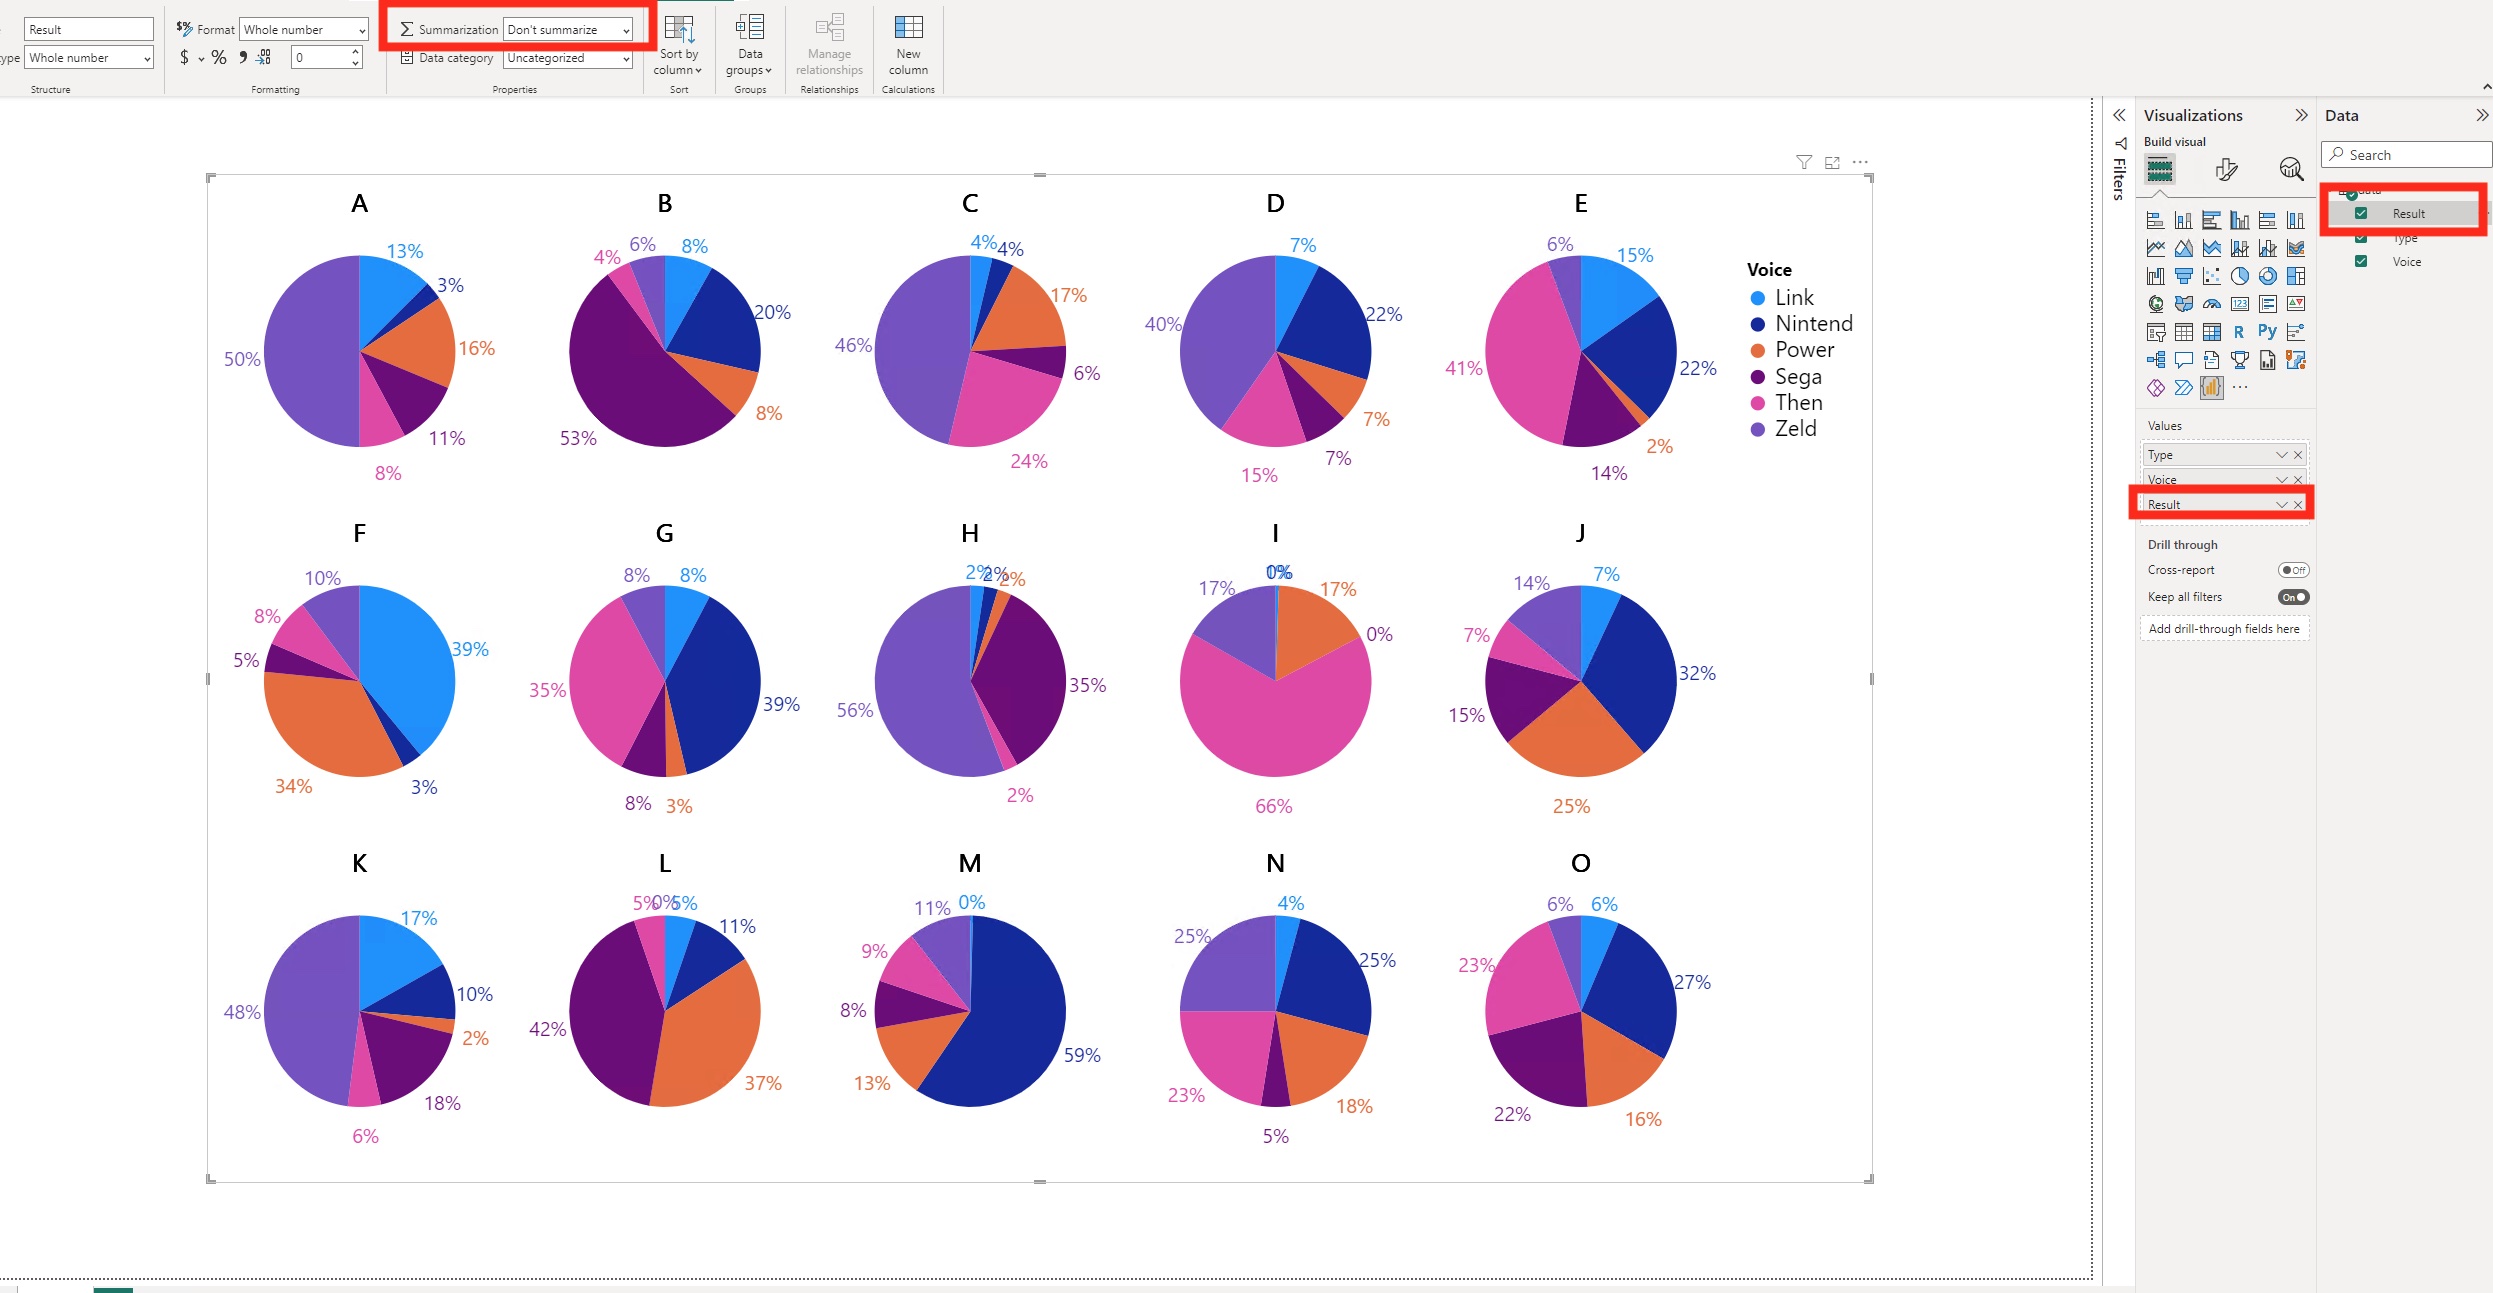 Result
Format Whole number
Summarization Don't summarize
ype Whole number
$ % 0
Data category Uncategorized
Sort by column
Data groups
Manage relationships
New column
Structure
Formatting
Properties
Sort
Groups
Relationships
Calculations
A
13%
3%
16%
11%
8%
50%
B
8%
20%
8%
53%
4%
6%
C
4%
4%
17%
6%
24%
46%
D
7%
22%
7%
7%
15%
40%
E
15%
22%
2%
14%
41%
6%
Voice
Link
Nintend
Power
Sega
Then
Zeld
F
39%
3%
34%
5%
8%
10%
G
8%
39%
3%
8%
35%
8%
H
2%
2%
2%
35%
2%
56%
I
0%
17%
0%
66%
17%
J
7%
32%
25%
15%
7%
14%
K
17%
10%
2%
18%
6%
48%
L
5%
11%
37%
42%
5%
0%
M
0%
59%
13%
8%
9%
11%
N
4%
25%
18%
5%
23%
25%
O
6%
27%
16%
22%
23%
6%
Filters
Visualizations
Build visual
123
R Py
Values
Type
Voice
Result
Drill through
Cross-report Off
Keep all filters On
Add drill-through fields here
Data
Search
Result
Type
Voice